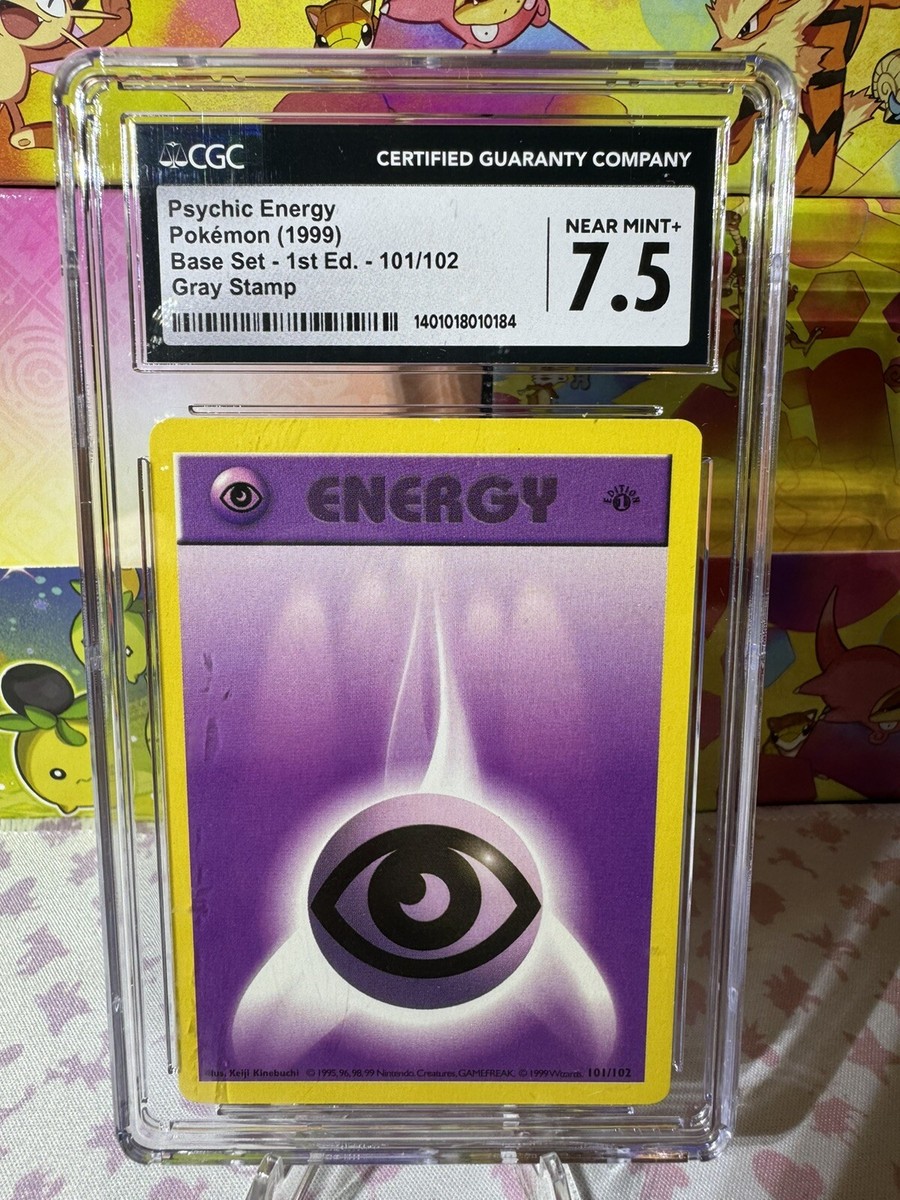 CGC
CERTIFIED GUARANTY COMPANY
Psychic Energy
Pokémon (1999)
Base Set - 1st Ed. - 101/102
Gray Stamp
NEAR MINT+
7.5
1401018010184
ENERGY
EDITION
1
Illus. Keiji Kinebuchi ©1995, 96, 98, 99 Nintendo, Creatures, GAMEFREAK. ©1999 Wizards. 101/102